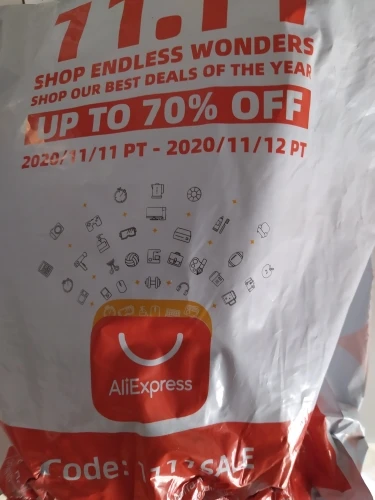 11.11
SHOP ENDLESS WONDERS
SHOP OUR BEST DEALS OF THE YEAR
UP TO 70% OFF
2020/11/11 PT - 2020/11/12 PT
AliExpress
Code: